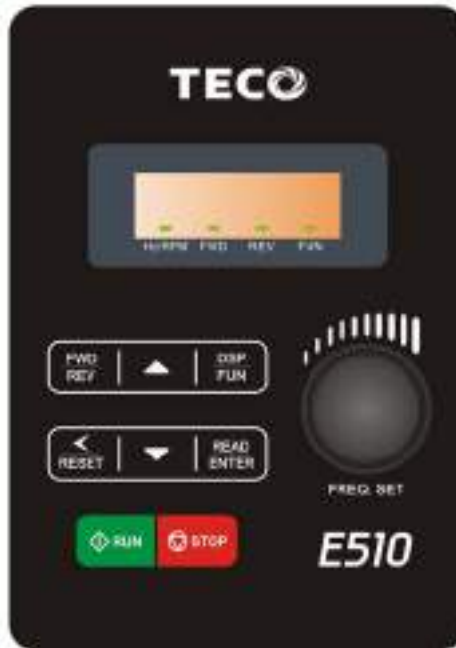 TECO
Hz/RPM FWD REV FUN
FWD REV
DSP FUN
< RESET
READ ENTER
FREQ. SET
RUN STOP
E510